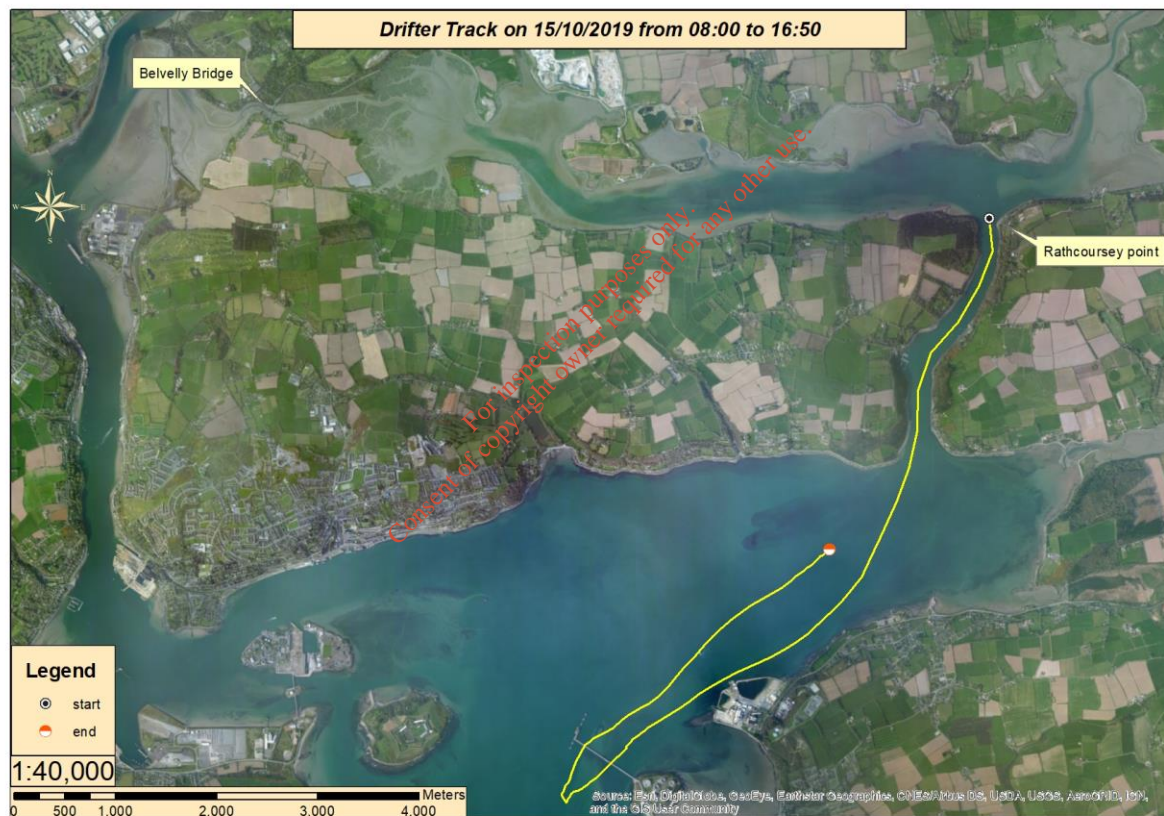 Drifter Track on 15/10/2019 from 08:00 to 16:50
Belvelly Bridge
N
W E
S
Rathcoursey point
For inspection purposes only.
Consent of copyright owner required for any other use.
Legend
start
end
1:40,000
Meters
0 500 1.000 2.000 3.000 4.000
Source: Esri, DigitalGlobe, GeoEye, Earthstar Geographics, CNES/Airbus DS, USDA, USGS, AeroGRID, IGN,
and the GIS User Community